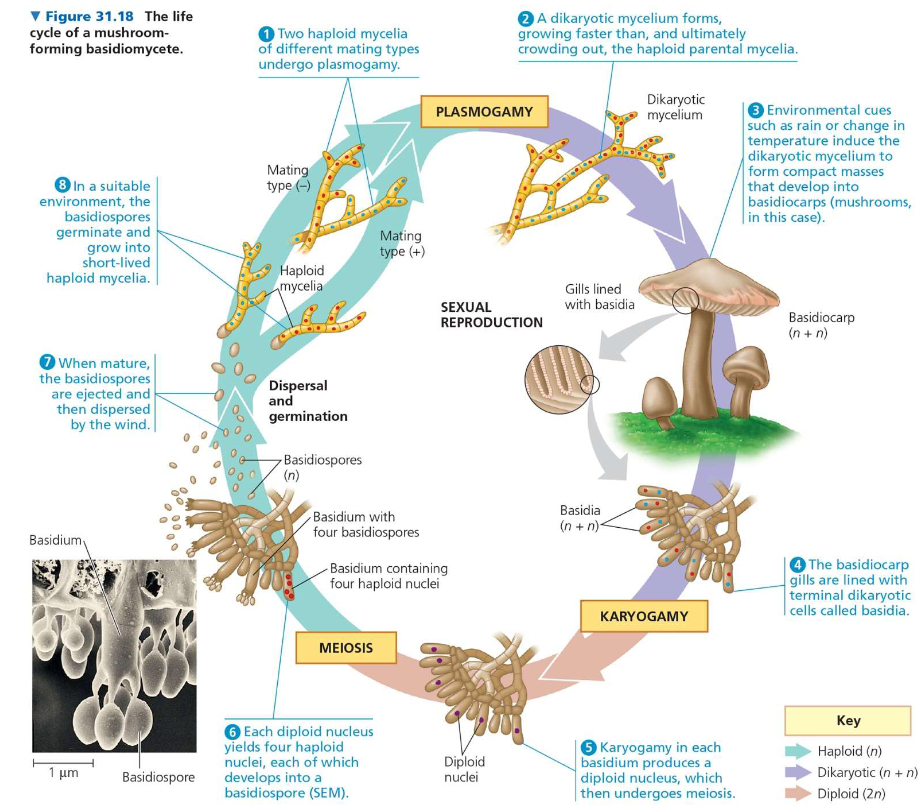 ▼ Figure 31.18 The life
cycle of a mushroom-
forming basidiomycete.
1 Two haploid mycelia
of different mating types
undergo plasmogamy.
2 A dikaryotic mycelium forms,
growing faster than, and ultimately
crowding out, the haploid parental mycelia.
PLASMOGAMY
Dikaryotic
mycelium
3 Environmental cues
such as rain or change in
temperature induce the
dikaryotic mycelium to
form compact masses
that develop into
basidiocarps (mushrooms,
in this case).
Mating
type (–)
Mating
type (+)
8 In a suitable
environment, the
basidiospores
germinate and
grow into
short-lived
haploid mycelia.
Haploid
mycelia
SEXUAL
REPRODUCTION
Gills lined
with basidia
Basidiocarp
(n + n)
7 When mature,
the basidiospores
are ejected and
then dispersed
by the wind.
Dispersal
and
germination
Basidiospores
(n)
Basidium with
four basidiospores
Basidium containing
four haploid nuclei
Basidia
(n + n)
4 The basidiocarp
gills are lined with
terminal dikaryotic
cells called basidia.
KARYOGAMY
MEIOSIS
Basidium
1 µm
Basidiospore
6 Each diploid nucleus
yields four haploid
nuclei, each of which
develops into a
basidiospore (SEM).
Diploid
nuclei
5 Karyogamy in each
basidium produces a
diploid nucleus, which
then undergoes meiosis.
Key
Haploid (n)
Dikaryotic (n + n)
Diploid (2n)